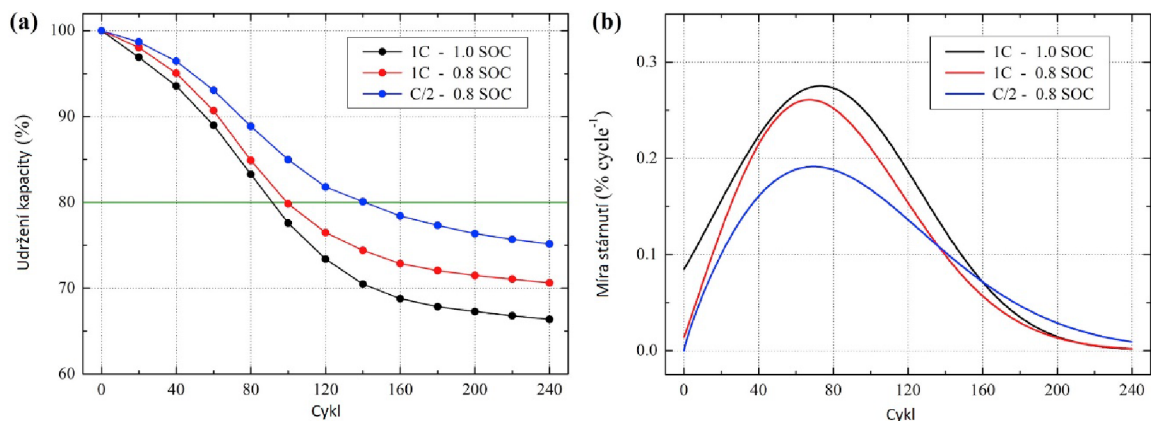 (a)
100
90
80
70
60
Udržení kapacity (%)
1C - 1.0 SOC
1C - 0.8 SOC
C/2 - 0.8 SOC
0 40 80 120 160 200 240
Cykl
(b)
0.3
0.2
0.1
0.0
Míra stárnutí (% cycle⁻¹)
1C - 1.0 SOC
1C - 0.8 SOC
C/2 - 0.8 SOC
0 40 80 120 160 200 240
Cykl